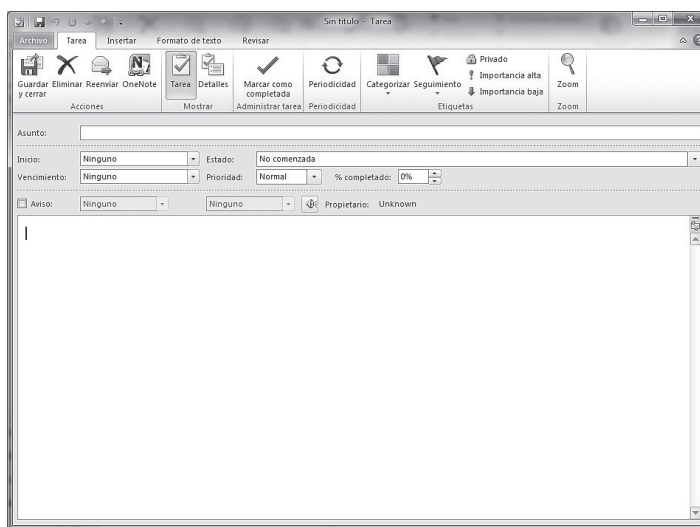 Sin título - Tarea
Archivo Tarea Insertar Formato de texto Revisar
Guardar y cerrar
Eliminar Reenviar OneNote
Tarea Detalles
Marcar como completada
Periodicidad
Categorizar Seguimiento
Privado
Importancia alta
Importancia baja
Zoom
Acciones Mostrar Administrar tarea Periodicidad Etiquetas Zoom
Asunto:
Inicio: Ninguno Estado: No comenzada
Vencimiento: Ninguno Prioridad: Normal % completado: 0%
Aviso: Ninguno Ninguno Propietario: Unknown